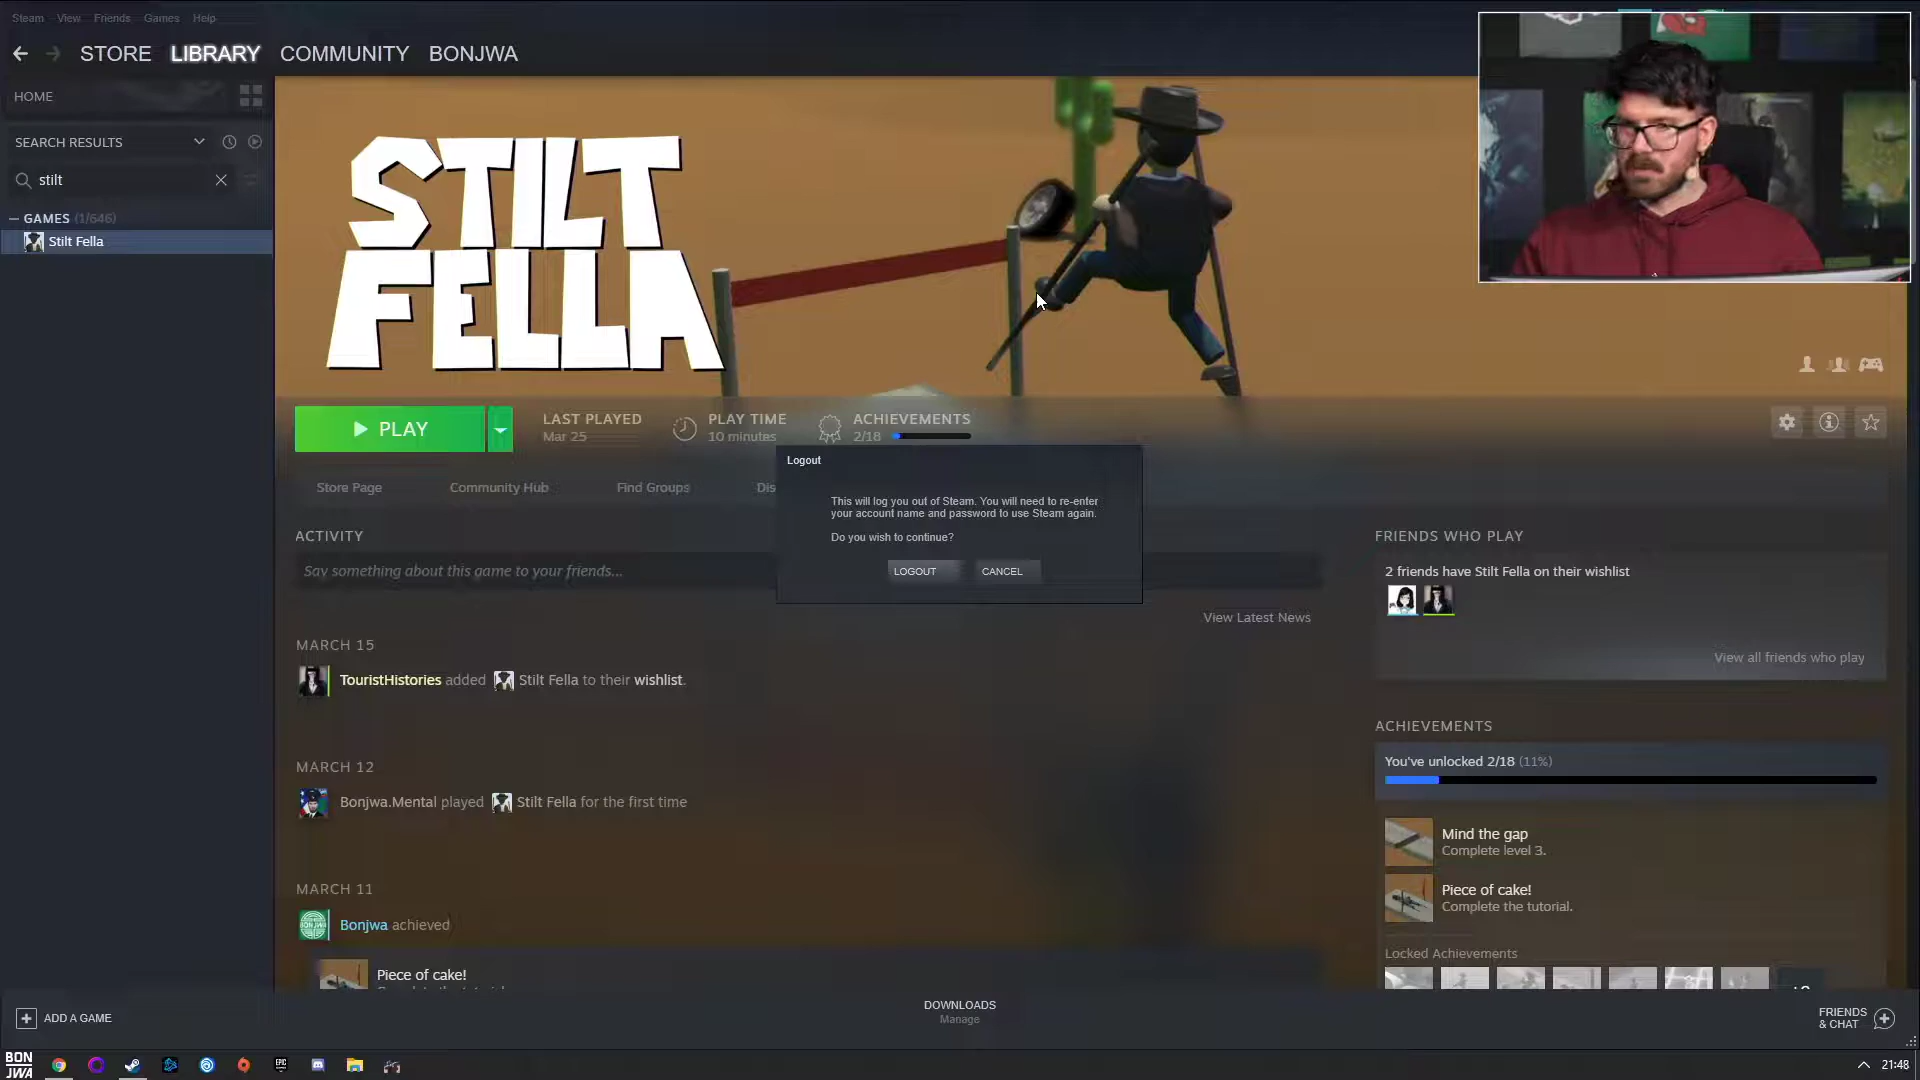 Steam View Friends Games Help
STORE LIBRARY COMMUNITY BONJWA
HOME
SEARCH RESULTS
stilt
GAMES (1/646)
Stilt Fella
STILT
FELLA
PLAY
LAST PLAYED
Mar 25
PLAY TIME
10 minutes
ACHIEVEMENTS
2/18
Store Page Community Hub Find Groups Dis
Logout
This will log you out of Steam. You will need to re-enter
your account name and password to use Steam again.
Do you wish to continue?
LOGOUT CANCEL
ACTIVITY
Say something about this game to your friends...
View Latest News
MARCH 15
TouristHistories added Stilt Fella to their wishlist.
MARCH 12
Bonjwa.Mental played Stilt Fella for the first time
MARCH 11
Bonjwa achieved
Piece of cake!
FRIENDS WHO PLAY
2 friends have Stilt Fella on their wishlist
View all friends who play
ACHIEVEMENTS
You've unlocked 2/18 (11%)
Mind the gap
Complete level 3.
Piece of cake!
Complete the tutorial.
Locked Achievements
ADD A GAME
DOWNLOADS
Manage
FRIENDS
& CHAT
BON
JWA
EPIC
21:48